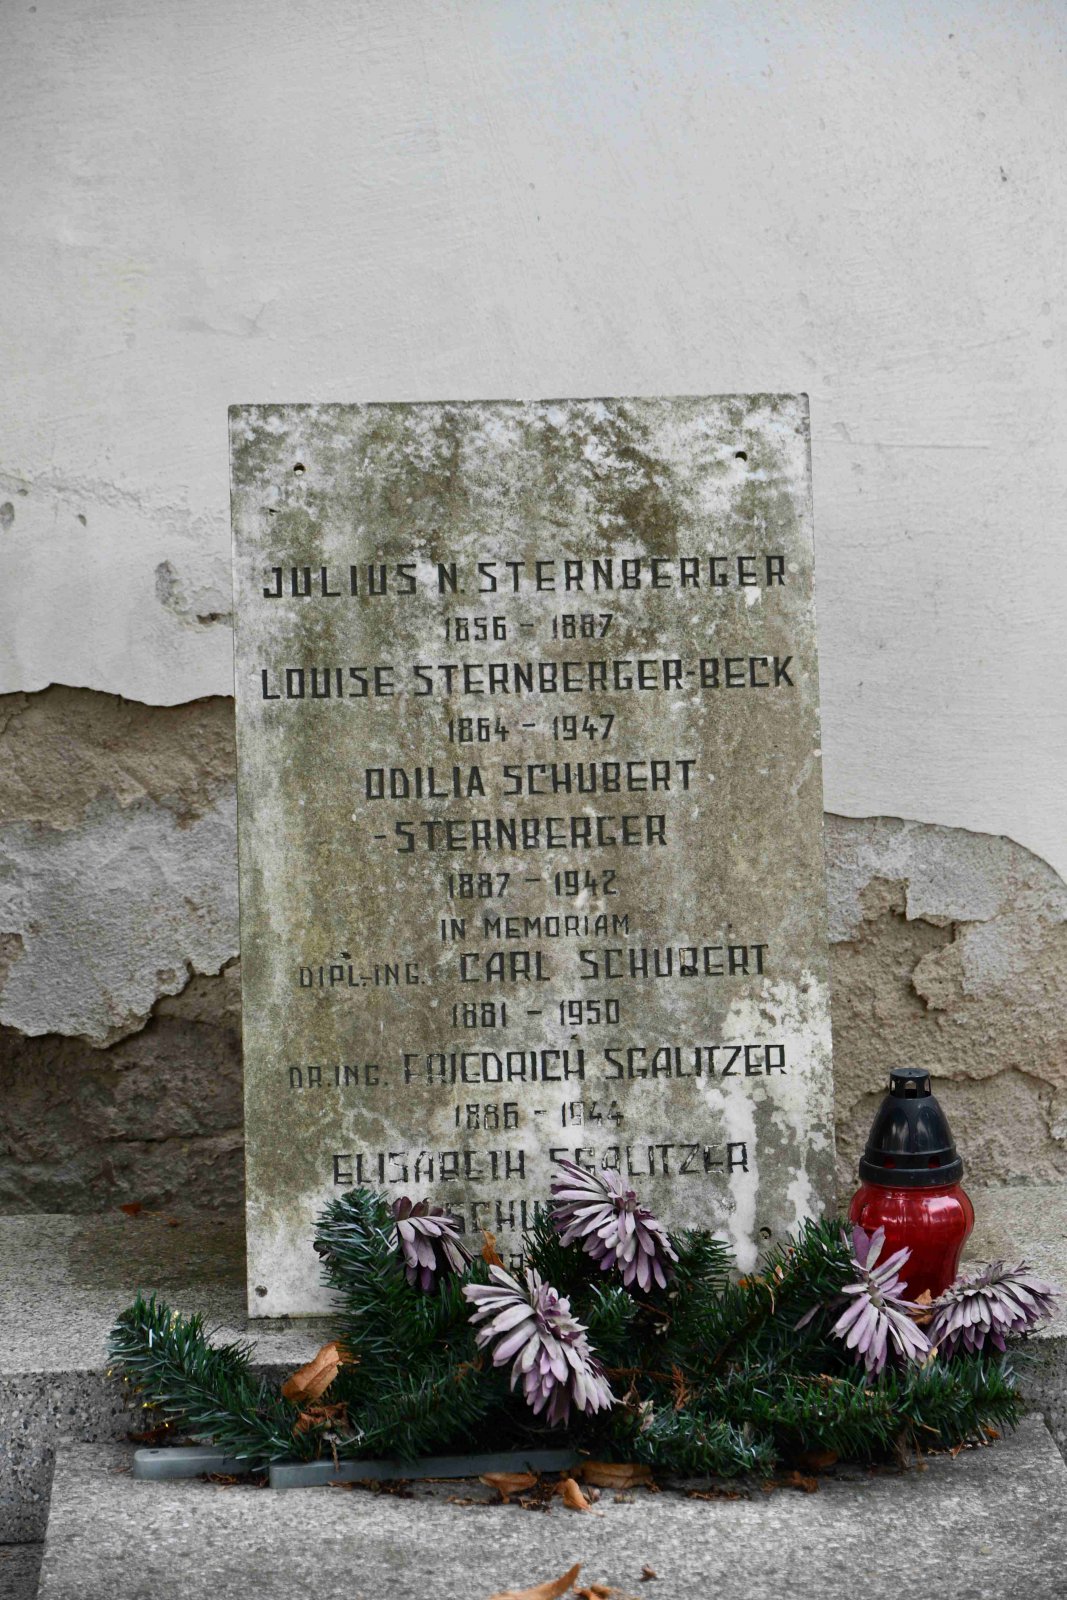 JULIUS N. STERNBERGER
1856 - 1887
LOUISE STERNBERGER-BECK
1864 - 1947
ODILIA SCHUBERT
-STERNBERGER
1887 - 1942
IN MEMORIAM
DIPL.-ING. CARL SCHUBERT
1881 - 1950
DR.ING. FRIEDRICH SGALITZER
1886 - 1944
ELISABETH SGALITZER